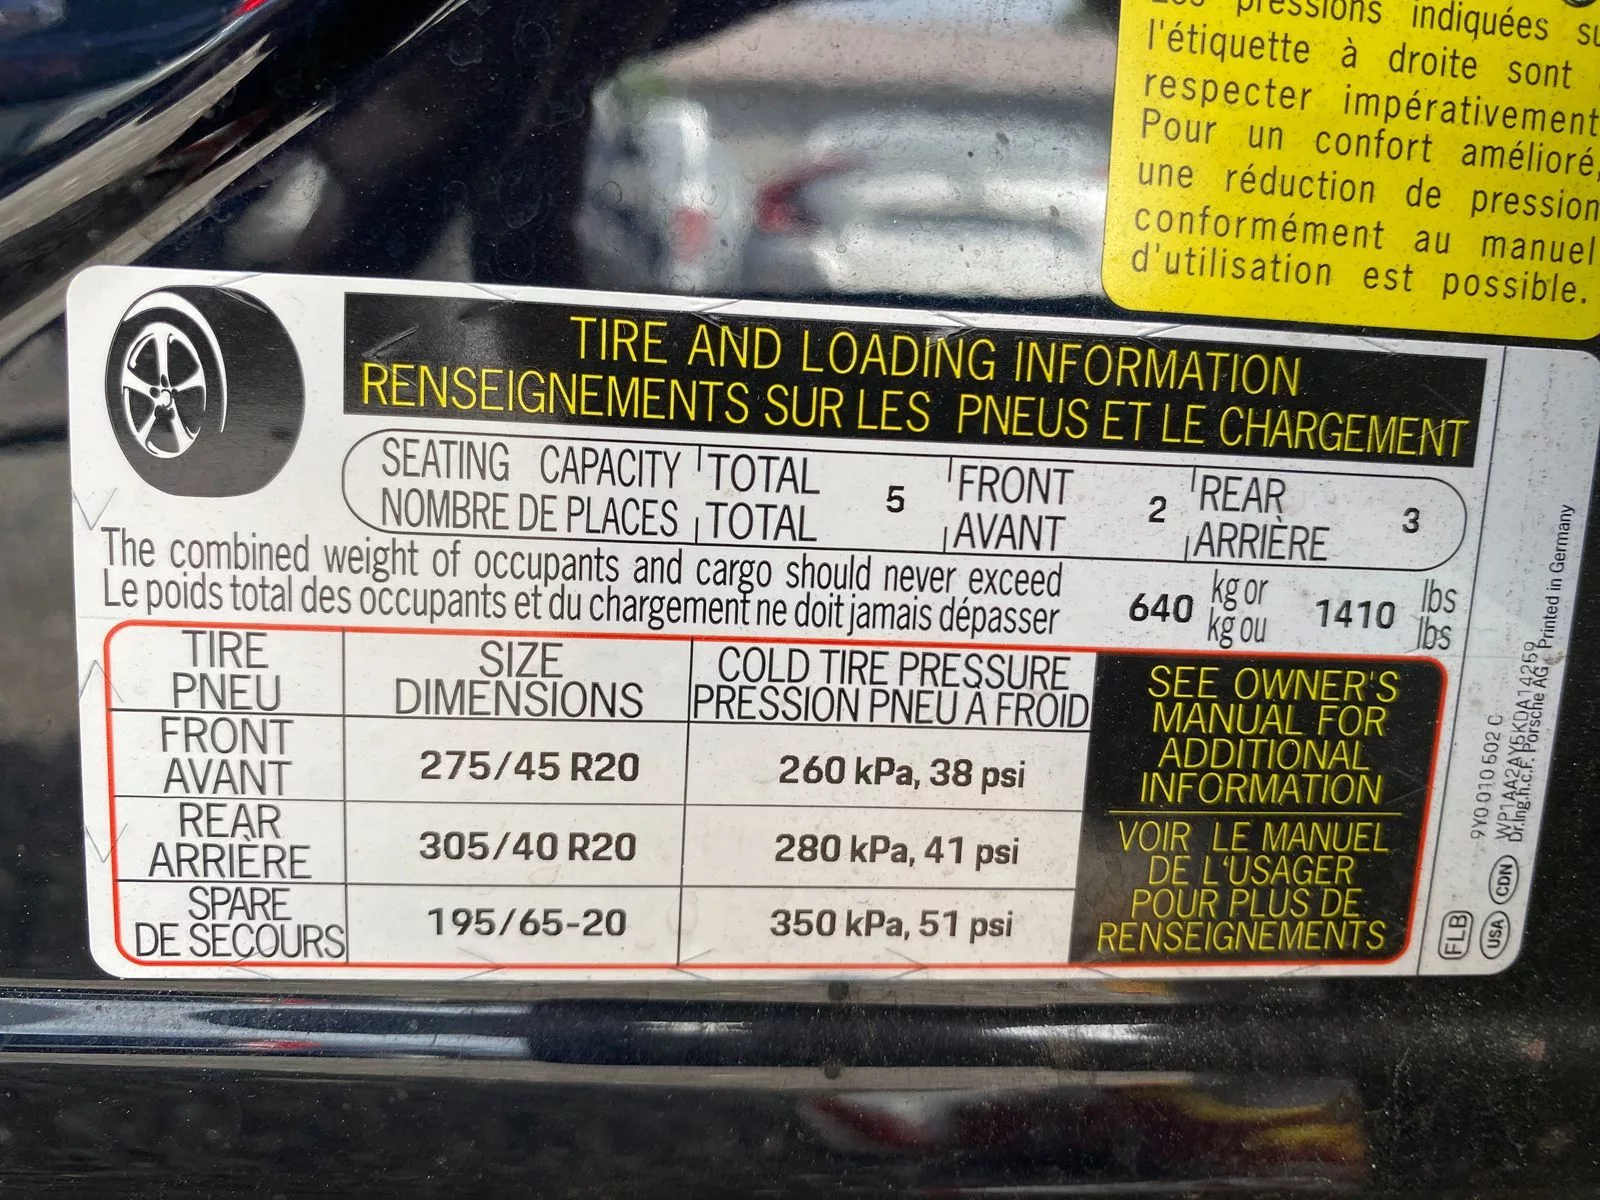 pressions indiquées
l'étiquette à droite sont
respecter impérativement
Pour un confort amélioré,
une réduction de pression
conformément au manuel
d'utilisation est possible.
TIRE AND LOADING INFORMATION
RENSEIGNEMENTS SUR LES PNEUS ET LE CHARGEMENT
SEATING CAPACITY TOTAL 5 FRONT 2 REAR 3
NOMBRE DE PLACES TOTAL AVANT ARRIÈRE
The combined weight of occupants and cargo should never exceed 640 kg or 1410 lbs
Le poids total des occupants et du chargement ne doit jamais dépasser kg ou lbs
TIRE SIZE COLD TIRE PRESSURE
PNEU DIMENSIONS PRESSION PNEU À FROID
FRONT
AVANT 275/45 R20 260 kPa, 38 psi
REAR
ARRIÈRE 305/40 R20 280 kPa, 41 psi
SPARE
DE SECOURS 195/65-20 350 kPa, 51 psi
SEE OWNER'S
MANUAL FOR
ADDITIONAL
INFORMATION
VOIR LE MANUEL
DE L'USAGER
POUR PLUS DE
RENSEIGNEMENTS
9Y0 010 602 C
WP1AA2AY5KDA14259
Dr.Ing.h.c.F. Porsche AG Printed in Germany
FLB USA CDN